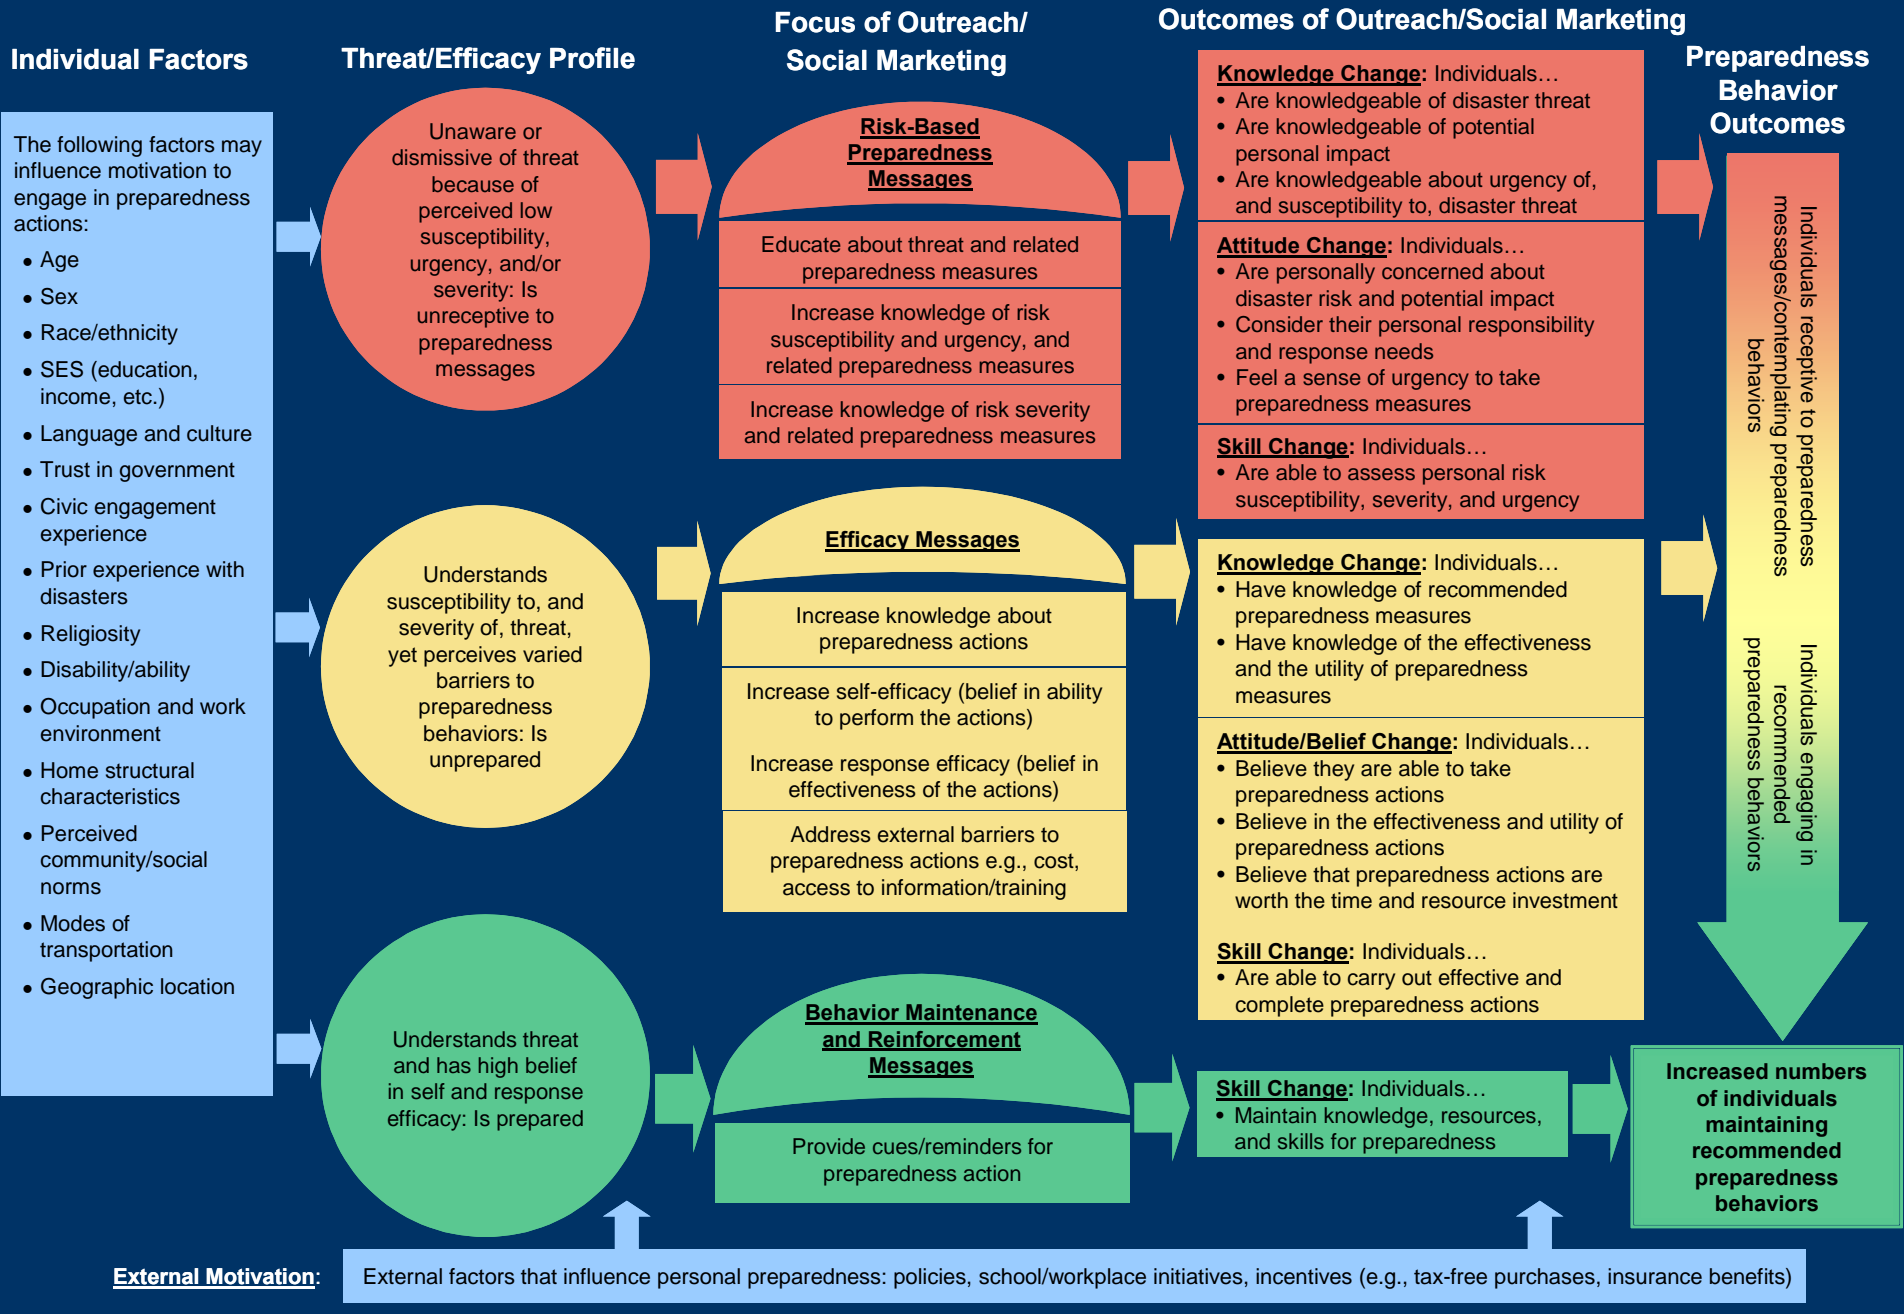 Individual Factors
The following factors may
influence motivation to
engage in preparedness
actions:
• Age
• Sex
• Race/ethnicity
• SES (education,
income, etc.)
• Language and culture
• Trust in government
• Civic engagement
experience
• Prior experience with
disasters
• Religiosity
• Disability/ability
• Occupation and work
environment
• Home structural
characteristics
• Perceived
community/social
norms
• Modes of
transportation
• Geographic location
Threat/Efficacy Profile
Unaware or
dismissive of threat
because of
perceived low
susceptibility,
urgency, and/or
severity: Is
unreceptive to
preparedness
messages
Understands
susceptibility to, and
severity of, threat,
yet perceives varied
barriers to
preparedness
behaviors: Is
unprepared
Understands threat
and has high belief
in self and response
efficacy: Is prepared
Focus of Outreach/
Social Marketing
Risk-Based
Preparedness
Messages
Educate about threat and related
preparedness measures
Increase knowledge of risk
susceptibility and urgency, and
related preparedness measures
Increase knowledge of risk severity
and related preparedness measures
Efficacy Messages
Increase knowledge about
preparedness actions
Increase self-efficacy (belief in ability
to perform the actions)
Increase response efficacy (belief in
effectiveness of the actions)
Address external barriers to
preparedness actions e.g., cost,
access to information/training
Behavior Maintenance
and Reinforcement
Messages
Provide cues/reminders for
preparedness action
Outcomes of Outreach/Social Marketing
Knowledge Change: Individuals…
• Are knowledgeable of disaster threat
• Are knowledgeable of potential
personal impact
• Are knowledgeable about urgency of,
and susceptibility to, disaster threat
Attitude Change: Individuals…
• Are personally concerned about
disaster risk and potential impact
• Consider their personal responsibility
and response needs
• Feel a sense of urgency to take
preparedness measures
Skill Change: Individuals…
• Are able to assess personal risk
susceptibility, severity, and urgency
Knowledge Change: Individuals…
• Have knowledge of recommended
preparedness measures
• Have knowledge of the effectiveness
and the utility of preparedness
measures
Attitude/Belief Change: Individuals…
• Believe they are able to take
preparedness actions
• Believe in the effectiveness and utility of
preparedness actions
• Believe that preparedness actions are
worth the time and resource investment
Skill Change: Individuals…
• Are able to carry out effective and
complete preparedness actions
Skill Change: Individuals…
• Maintain knowledge, resources,
and skills for preparedness
Preparedness
Behavior
Outcomes
Individuals receptive to preparedness
messages/contemplating preparedness
behaviors
Individuals engaging in
recommended
preparedness behaviors
Increased numbers
of individuals
maintaining
recommended
preparedness
behaviors
External Motivation:
External factors that influence personal preparedness: policies, school/workplace initiatives, incentives (e.g., tax-free purchases, insurance benefits)